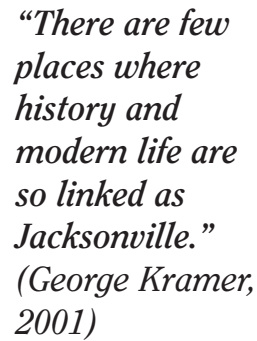 “There are few
places where
history and
modern life are
so linked as
Jacksonville.”
(George Kramer,
2001)